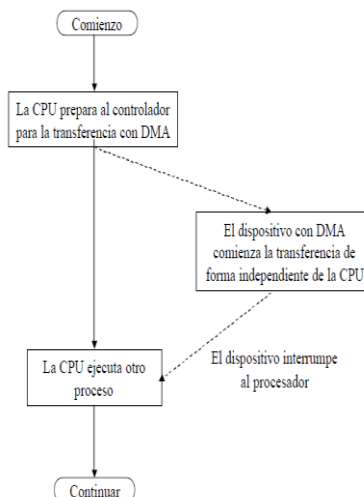 Comienzo
La CPU prepara al controlador
para la transferencia con DMA
El dispositivo con DMA
comienza la transferencia de
forma independiente de la CPU
La CPU ejecuta otro
proceso
El dispositivo interrumpe
al procesador
Continuar